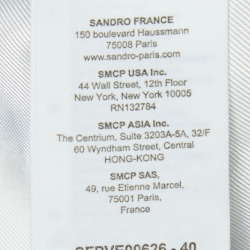 SANDRO FRANCE
150 boulevard Haussmann
75008 Paris
www.sandro-paris.com
SMCP USA Inc.
44 Wall Street, 12th Floor
New York, New York 10005
RN132784
SMCP ASIA Inc.
The Centrium, Suite 3203A-5A, 32/F
60 Wyndham Street, Central
HONG-KONG
SMCP SAS,
49, rue Etienne Marcel,
75001 Paris,
France
- 40